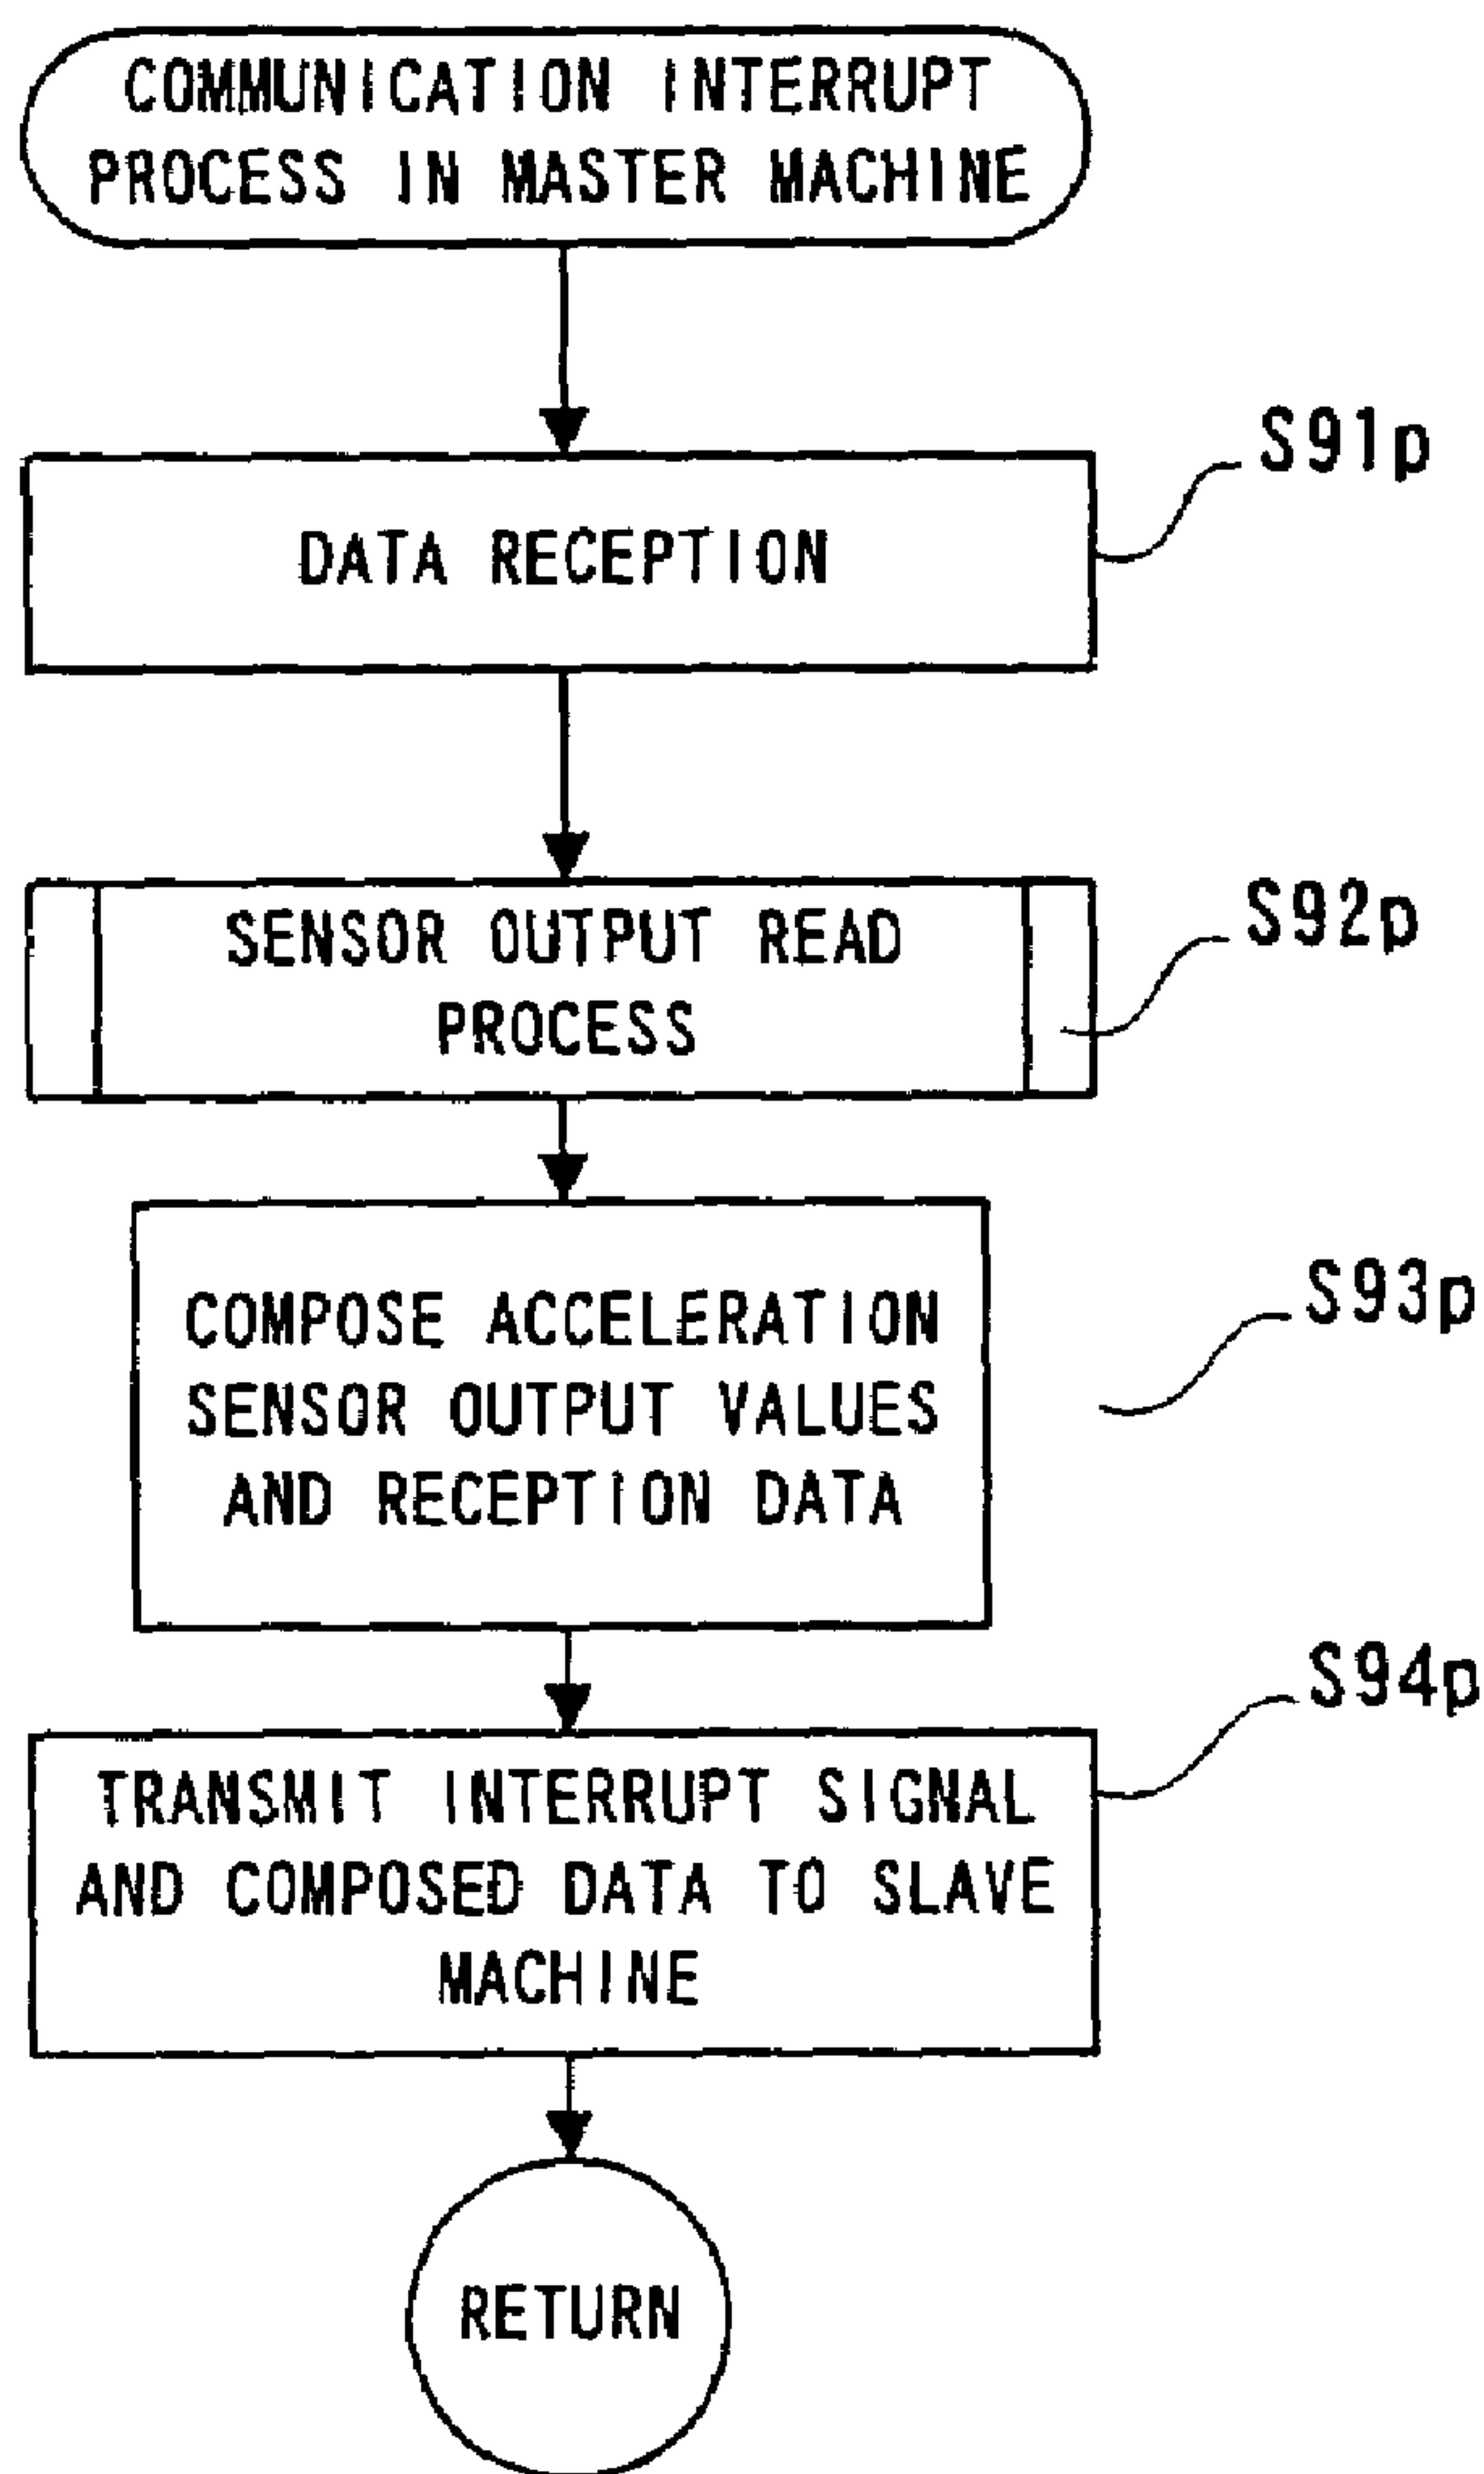 COMMUNICATION INTERRUPT
PROCESS IN MASTER MACHINE
S91p
DATA RECEPTION
S92p
SENSOR OUTPUT READ
PROCESS
S93p
COMPOSE ACCELERATION
SENSOR OUTPUT VALUES
AND RECEPTION DATA
S94p
TRANSMIT INTERRUPT SIGNAL
AND COMPOSED DATA TO SLAVE
MACHINE
RETURN